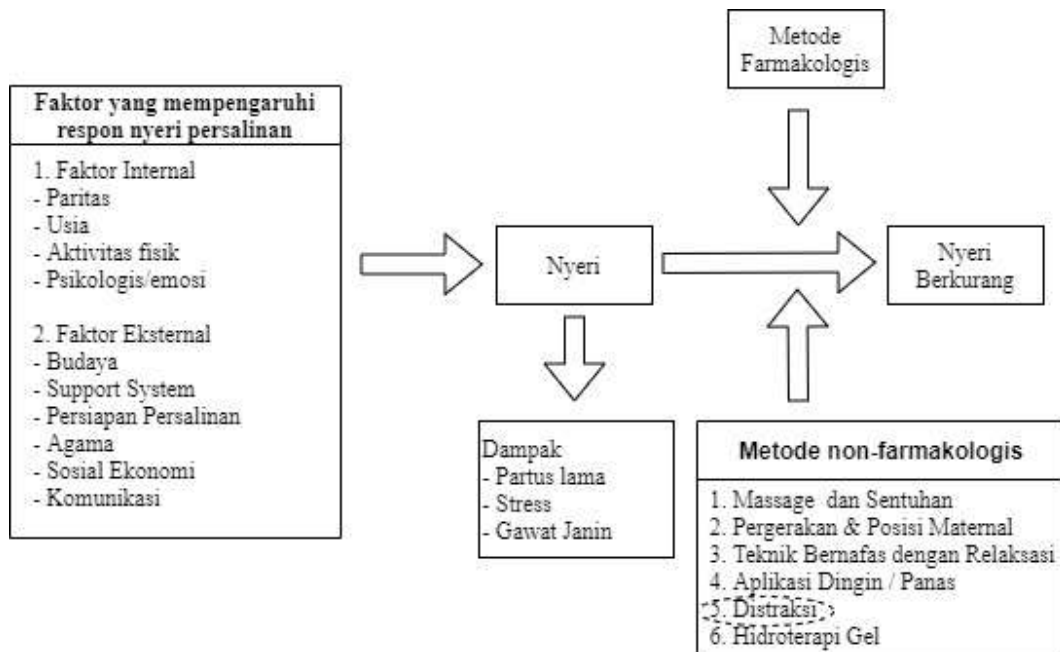 Metode
Farmakologis
Faktor yang mempengaruhi
respon nyeri persalinan
1. Faktor Internal
- Paritas
- Usia
- Aktivitas fisik
- Psikologis/emosi
2. Faktor Eksternal
- Budaya
- Support System
- Persiapan Persalinan
- Agama
- Sosial Ekonomi
- Komunikasi
Nyeri
Nyeri
Berkurang
Dampak
- Partus lama
- Stress
- Gawat Janin
Metode non-farmakologis
1. Massage dan Sentuhan
2. Pergerakan & Posisi Maternal
3. Teknik Bernafas dengan Relaksasi
4. Aplikasi Dingin / Panas
5. Distraksi
6. Hidroterapi Gel